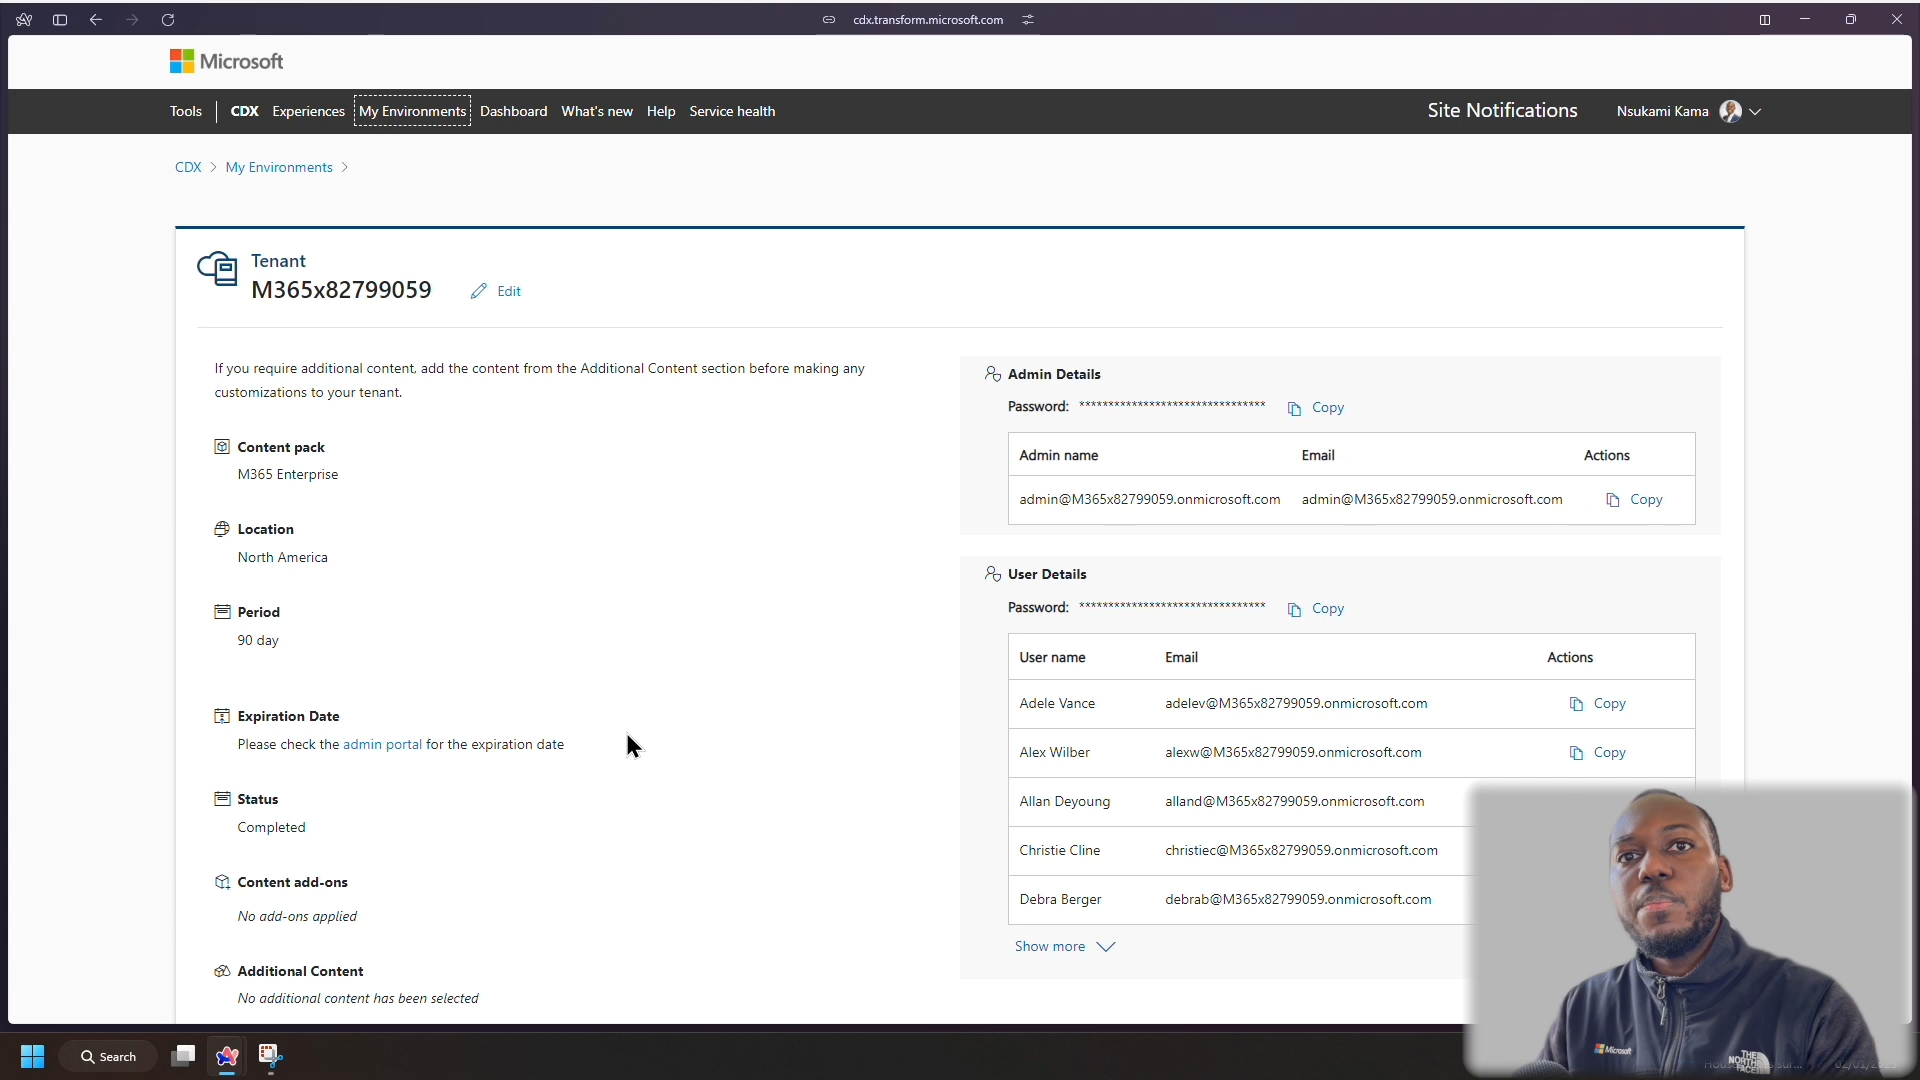 cdx.transform.microsoft.com
Microsoft
Tools CDX Experiences My Environments Dashboard What's new Help Service health Site Notifications Nsukami Kama
CDX > My Environments >
Tenant
M365x82799059 Edit
If you require additional content, add the content from the Additional Content section before making any
customizations to your tenant.
Content pack
M365 Enterprise
Location
North America
Period
90 day
Expiration Date
Please check the admin portal for the expiration date
Status
Completed
Content add-ons
No add-ons applied
Additional Content
No additional content has been selected
Admin Details
Password: ******************************** Copy
Admin name Email Actions
admin@M365x82799059.onmicrosoft.com admin@M365x82799059.onmicrosoft.com Copy
User Details
Password: ******************************** Copy
User name Email Actions
Adele Vance adelev@M365x82799059.onmicrosoft.com Copy
Alex Wilber alexw@M365x82799059.onmicrosoft.com Copy
Allan Deyoung alland@M365x82799059.onmicrosoft.com
Christie Cline christiec@M365x82799059.onmicrosoft.com
Debra Berger debrab@M365x82799059.onmicrosoft.com
Show more
Microsoft
THE NORTH FACE
Search